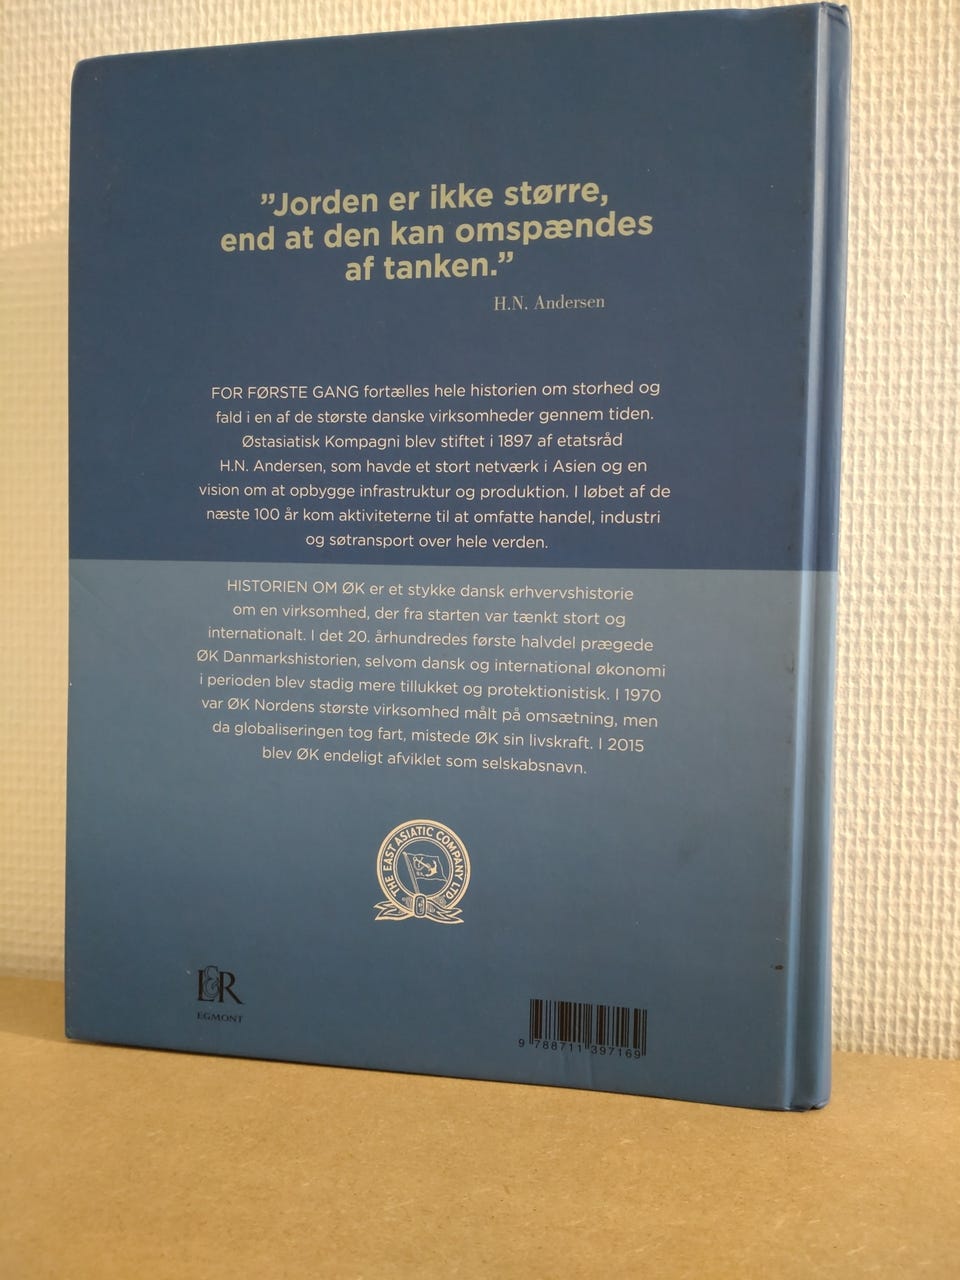 ”Jorden er ikke større,
end at den kan omspændes
af tanken.”
H.N. Andersen
FOR FØRSTE GANG fortælles hele historien om storhed og
fald i en af de største danske virksomheder gennem tiden.
Østasiatisk Kompagni blev stiftet i 1897 af etatsråd
H.N. Andersen, som havde et stort netværk i Asien og en
vision om at opbygge infrastruktur og produktion. I løbet af de
næste 100 år kom aktiviteterne til at omfatte handel, industri
og søtransport over hele verden.
HISTORIEN OM ØK er et stykke dansk erhvervshistorie
om en virksomhed, der fra starten var tænkt stort og
internationalt. I det 20. århundredes første halvdel prægede
ØK Danmarkshistorien, selvom dansk og international økonomi
i perioden blev stadig mere tillukket og protektionistisk. I 1970
var ØK Nordens største virksomhed målt på omsætning, men
da globaliseringen tog fart, mistede ØK sin livskraft. I 2015
blev ØK endeligt afviklet som selskabsnavn.
THE EAST ASIATIC COMPANY LTD
L&R
EGMONT
9 788711 397169